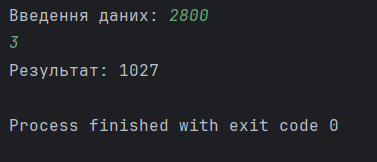 Введення даних: 2800
3
Результат: 1027
Process finished with exit code 0